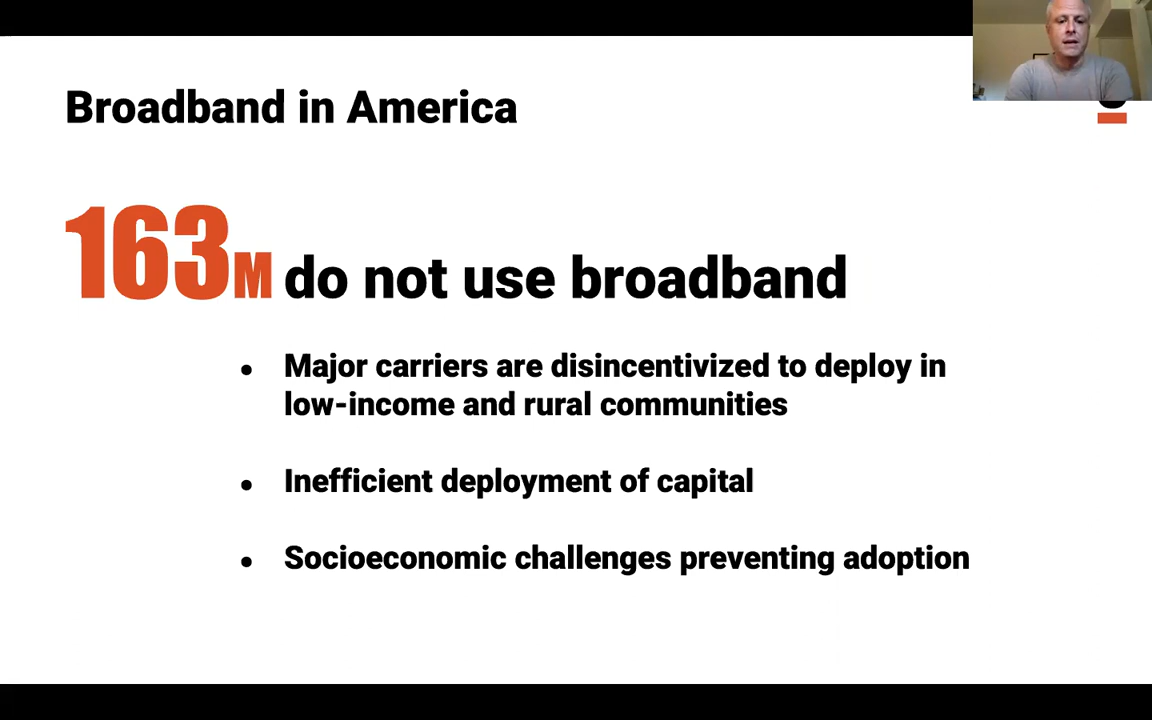 Broadband in America
163M do not use broadband
• Major carriers are disincentivized to deploy in
low-income and rural communities
• Inefficient deployment of capital
• Socioeconomic challenges preventing adoption